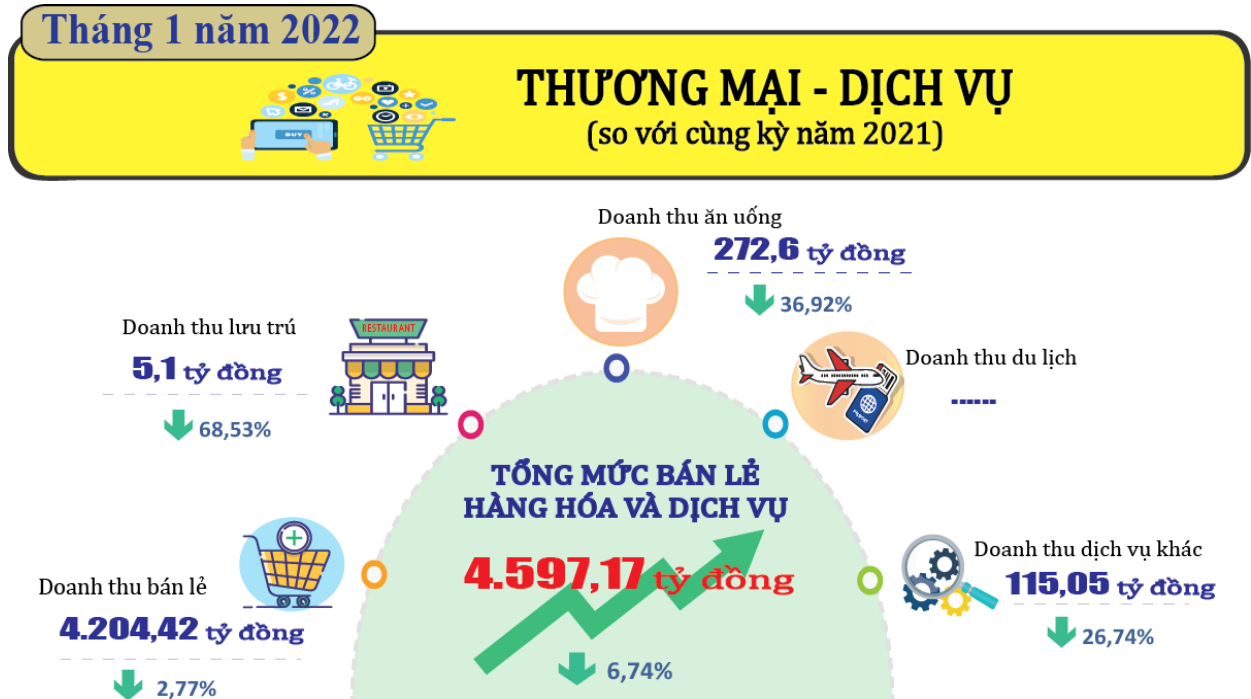 Tháng 1 năm 2022
THƯƠNG MẠI - DỊCH VỤ
(so với cùng kỳ năm 2021)
BUY
Doanh thu ăn uống
272,6 tỷ đồng
36,92%
Doanh thu lưu trú
5,1 tỷ đồng
68,53%
RESTAURANT
Doanh thu du lịch
......
TỔNG MỨC BÁN LẺ
HÀNG HÓA VÀ DỊCH VỤ
4.597,17 tỷ đồng
6,74%
Doanh thu bán lẻ
4.204,42 tỷ đồng
2,77%
Doanh thu dịch vụ khác
115,05 tỷ đồng
26,74%